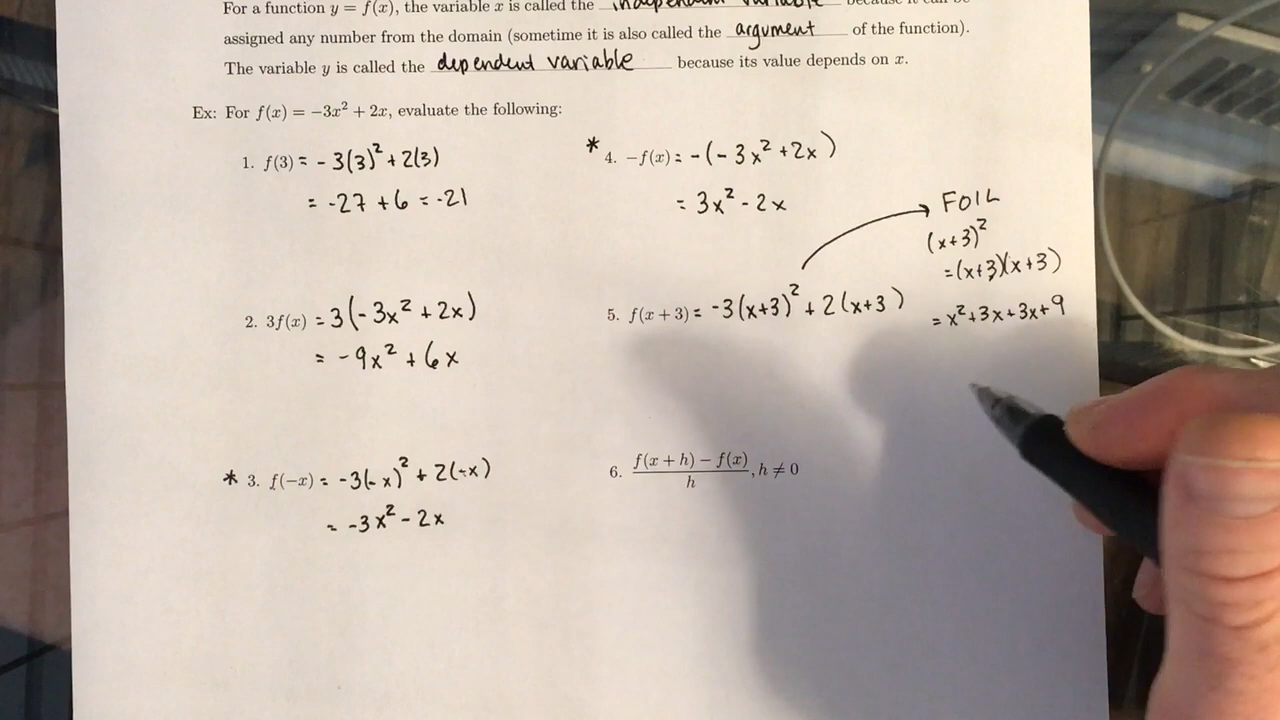 For a function y = f(x), the variable x is called the independent variable because it can be
assigned any number from the domain (sometime it is also called the argument of the function).
The variable y is called the dependent variable because its value depends on x.
Ex: For f(x) = −3x² + 2x, evaluate the following:
1. f(3) = -3(3)² + 2(3)
= -27 + 6 = -21
2. 3f(x) = 3(-3x² + 2x)
= -9x² + 6x
* 3. f(−x) = -3(-x)² + 2(-x)
= -3x² - 2x
* 4. −f(x) = -(-3x² + 2x)
= 3x² - 2x
5. f(x + 3) = -3(x+3)² + 2(x+3)
FOIL
(x+3)²
=(x+3)(x+3)
= x²+3x+3x+9
6. f(x + h) − f(x)
h
, h ≠ 0